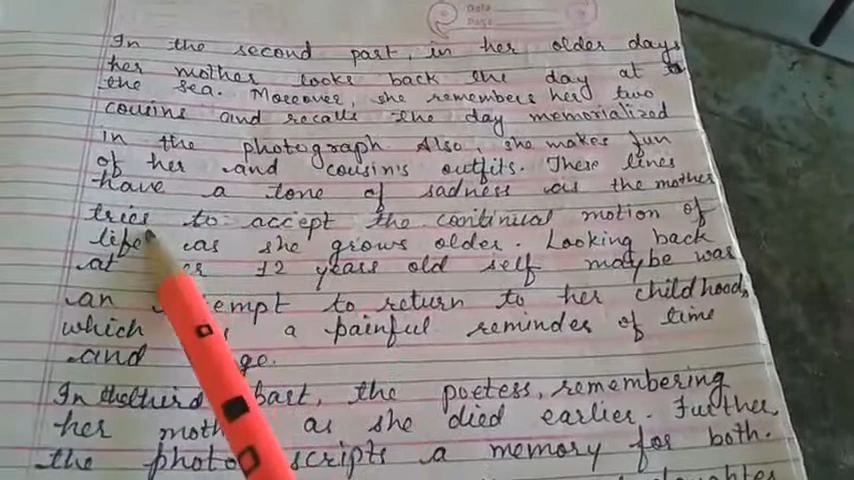 Date
Page
In the second part, in her older days
her mother looks back the day at
the sea. Moreover, she remembers her two
cousins and recalls the day memorialized
in the photograph. Also, she makes fun
of her and cousin's outfits. These lines
have a tone of sadness as the mother
tries to accept the continual motion of
life as she grows older. Looking back
at 12 years old self maybe was
an to return to her childhood,
which a painful reminder of time
and
In the third part, the poetess, remembering
her as she died earlier. Further,
the scripts a memory for both.